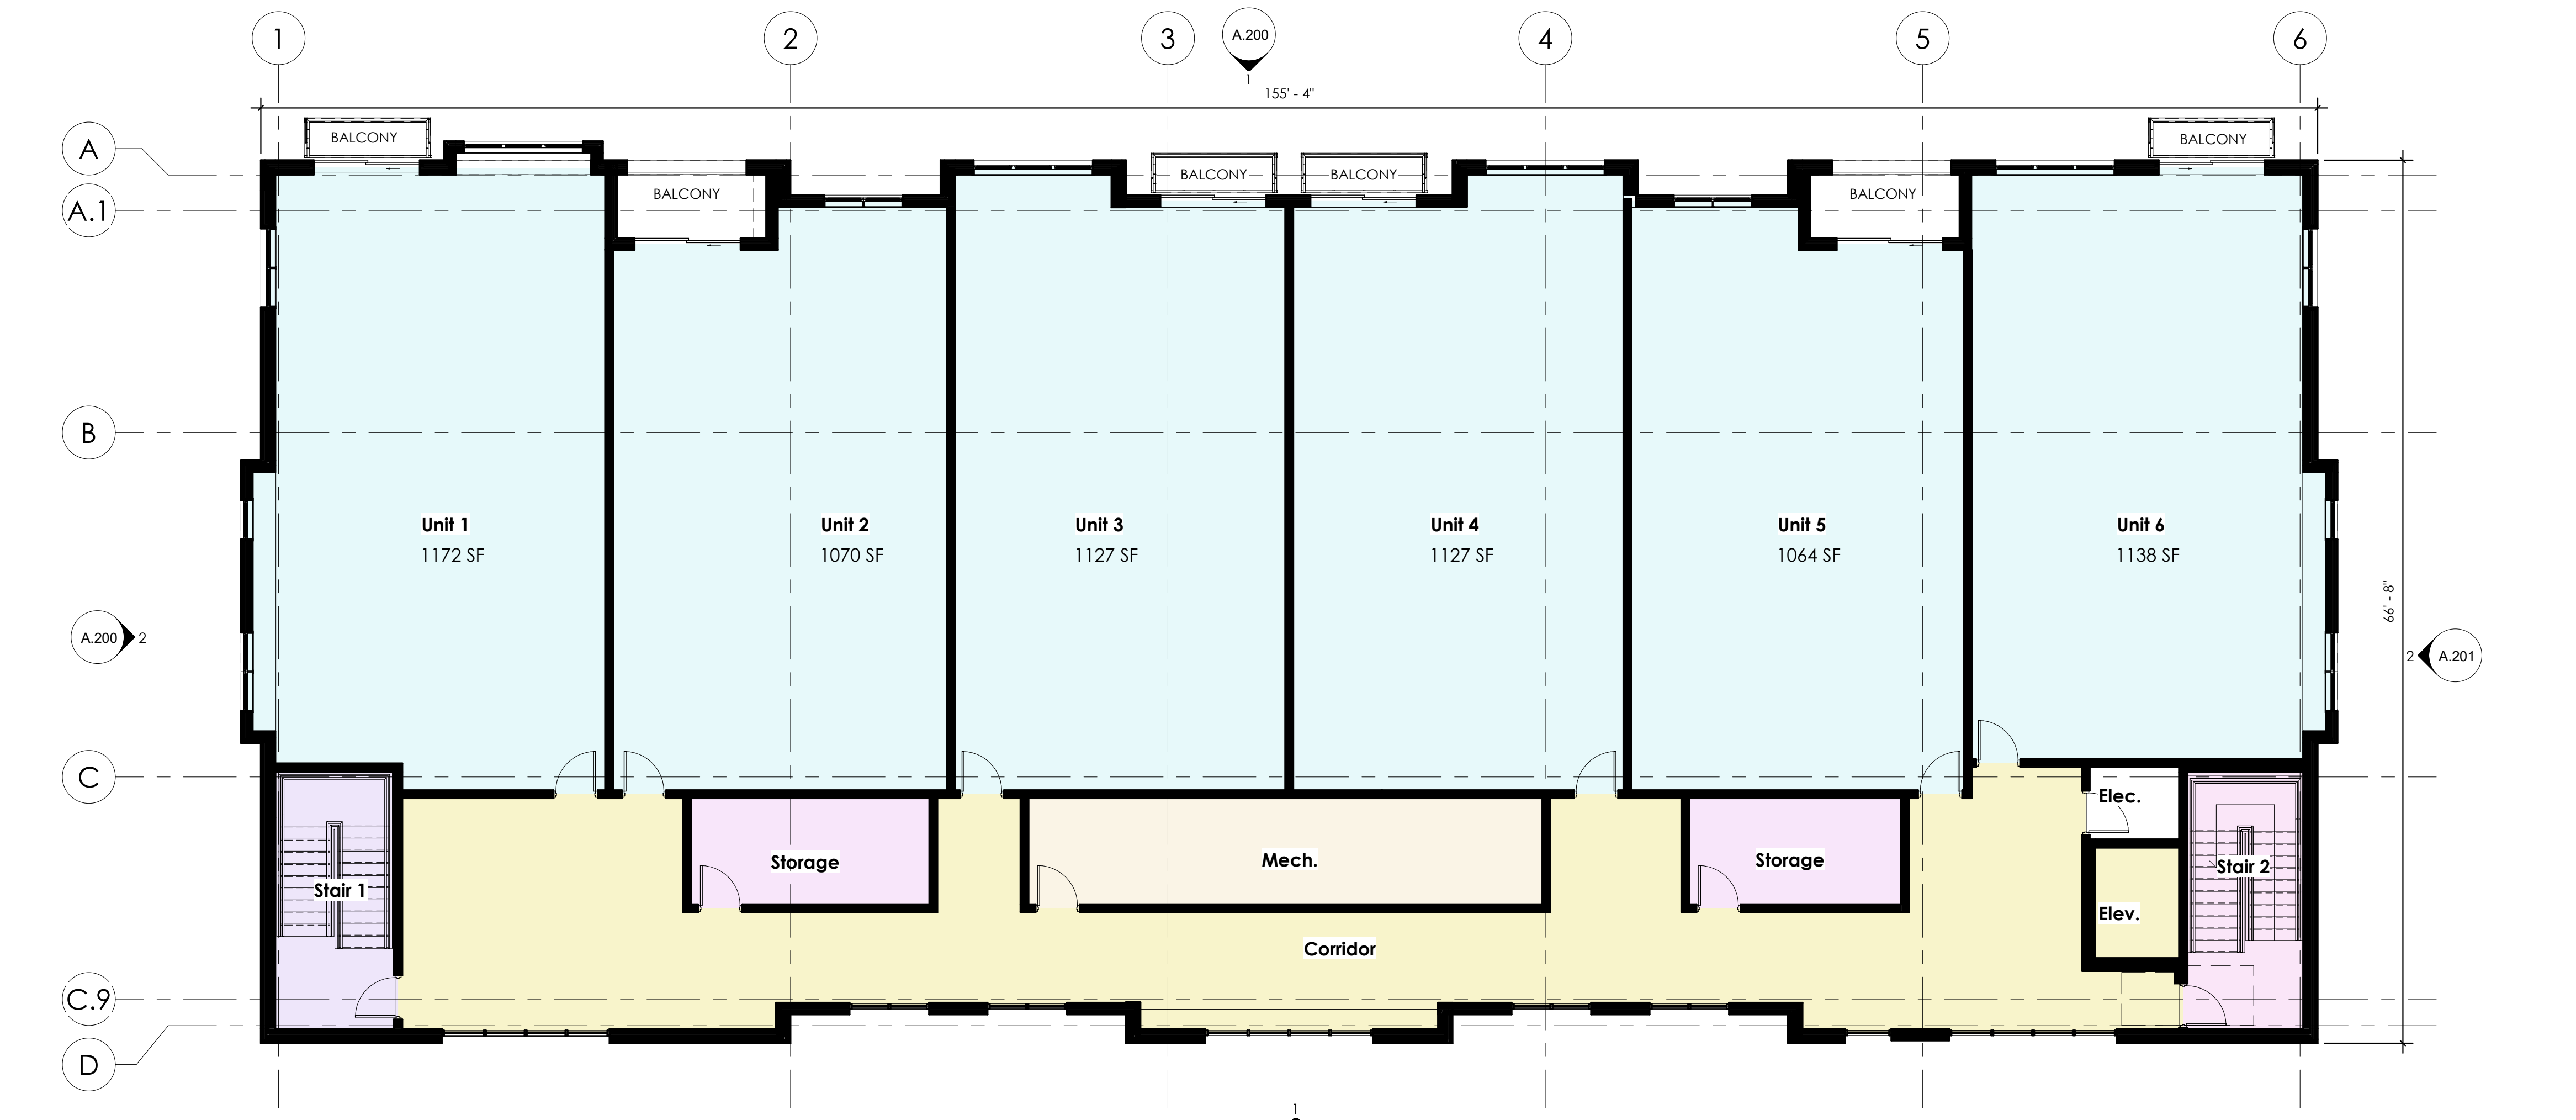 1
2
3
A.200
1
4
5
6
155' - 4"
A
BALCONY
BALCONY
BALCONY
BALCONY
BALCONY
BALCONY
A.1
B
Unit 1
1172 SF
Unit 2
1070 SF
Unit 3
1127 SF
Unit 4
1127 SF
Unit 5
1064 SF
Unit 6
1138 SF
66' - 8"
A.200
2
2
A.201
C
Elec.
Storage
Mech.
Storage
Stair 2
Stair 1
Elev.
Corridor
C.9
D
1